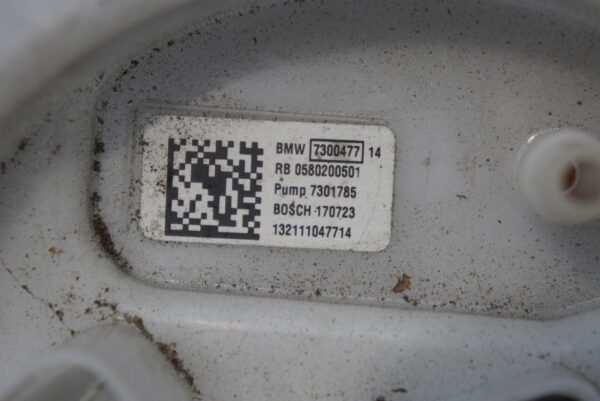 BMW 7300477 14
RB 0580200501
Pump 7301785
BOSCH 170723
132111047714